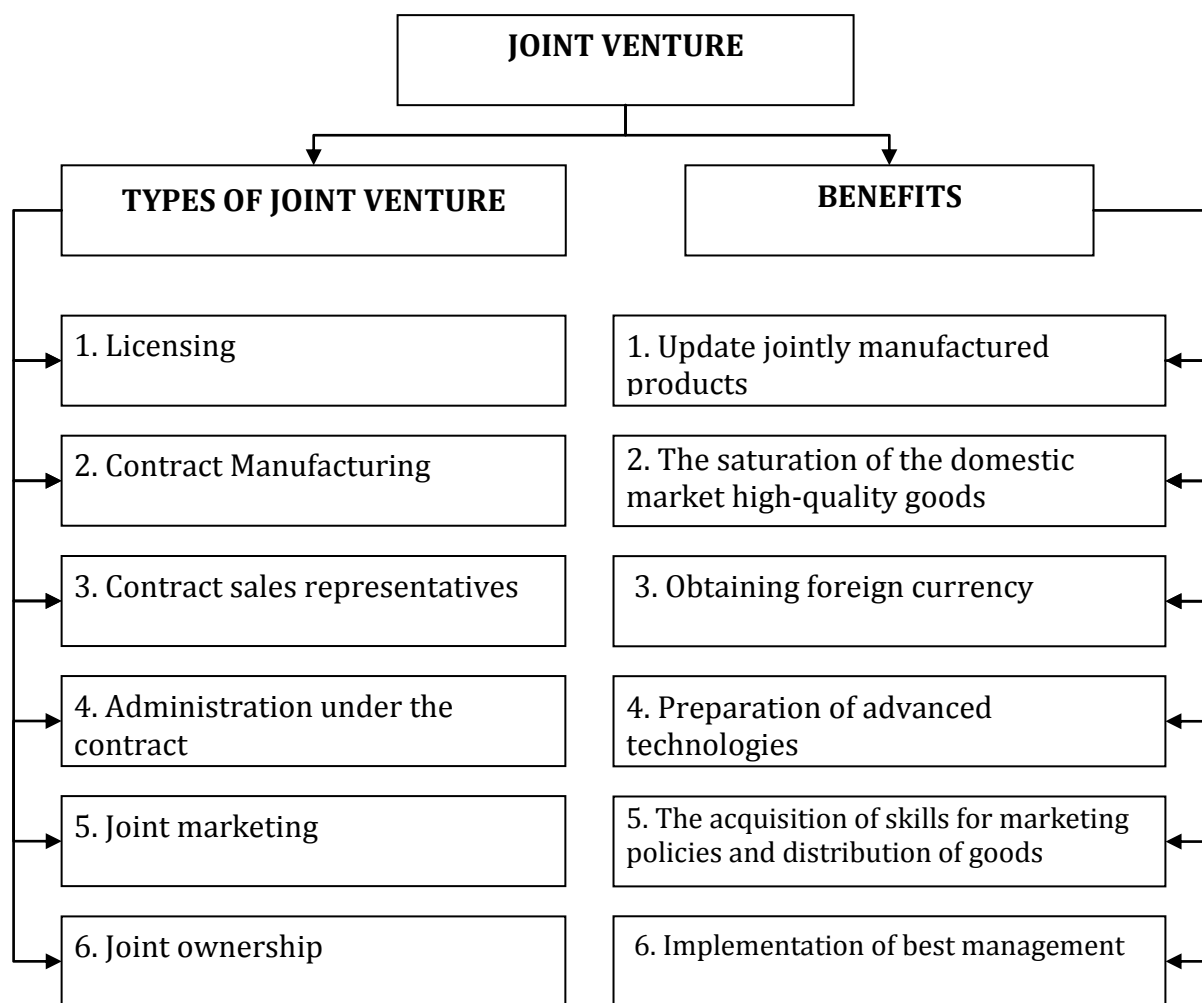 JOINT VENTURE
TYPES OF JOINT VENTURE
BENEFITS
1. Licensing
2. Contract Manufacturing
3. Contract sales representatives
4. Administration under the
contract
5. Joint marketing
6. Joint ownership
1. Update jointly manufactured
products
2. The saturation of the domestic
market high-quality goods
3. Obtaining foreign currency
4. Preparation of advanced
technologies
5. The acquisition of skills for marketing
policies and distribution of goods
6. Implementation of best management